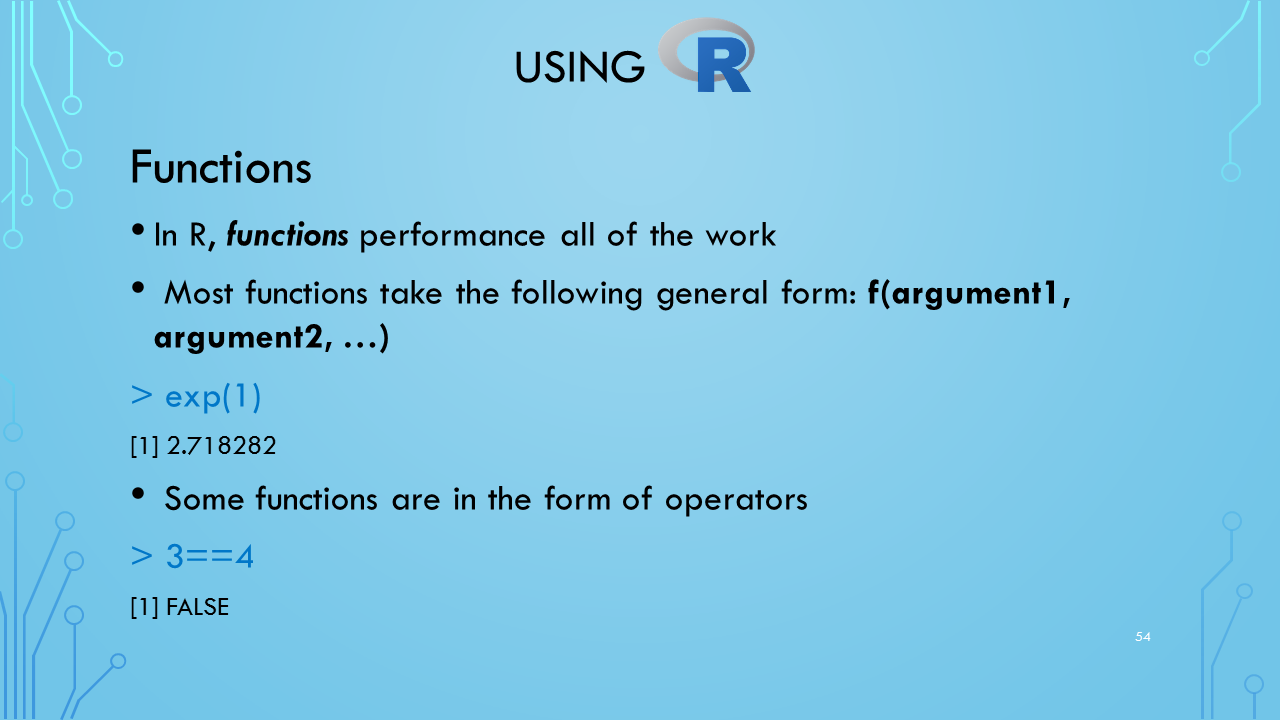 USING R
Functions
• In R, functions performance all of the work
• Most functions take the following general form: f(argument1,
argument2, …)
> exp(1)
[1] 2.718282
• Some functions are in the form of operators
> 3==4
[1] FALSE
54